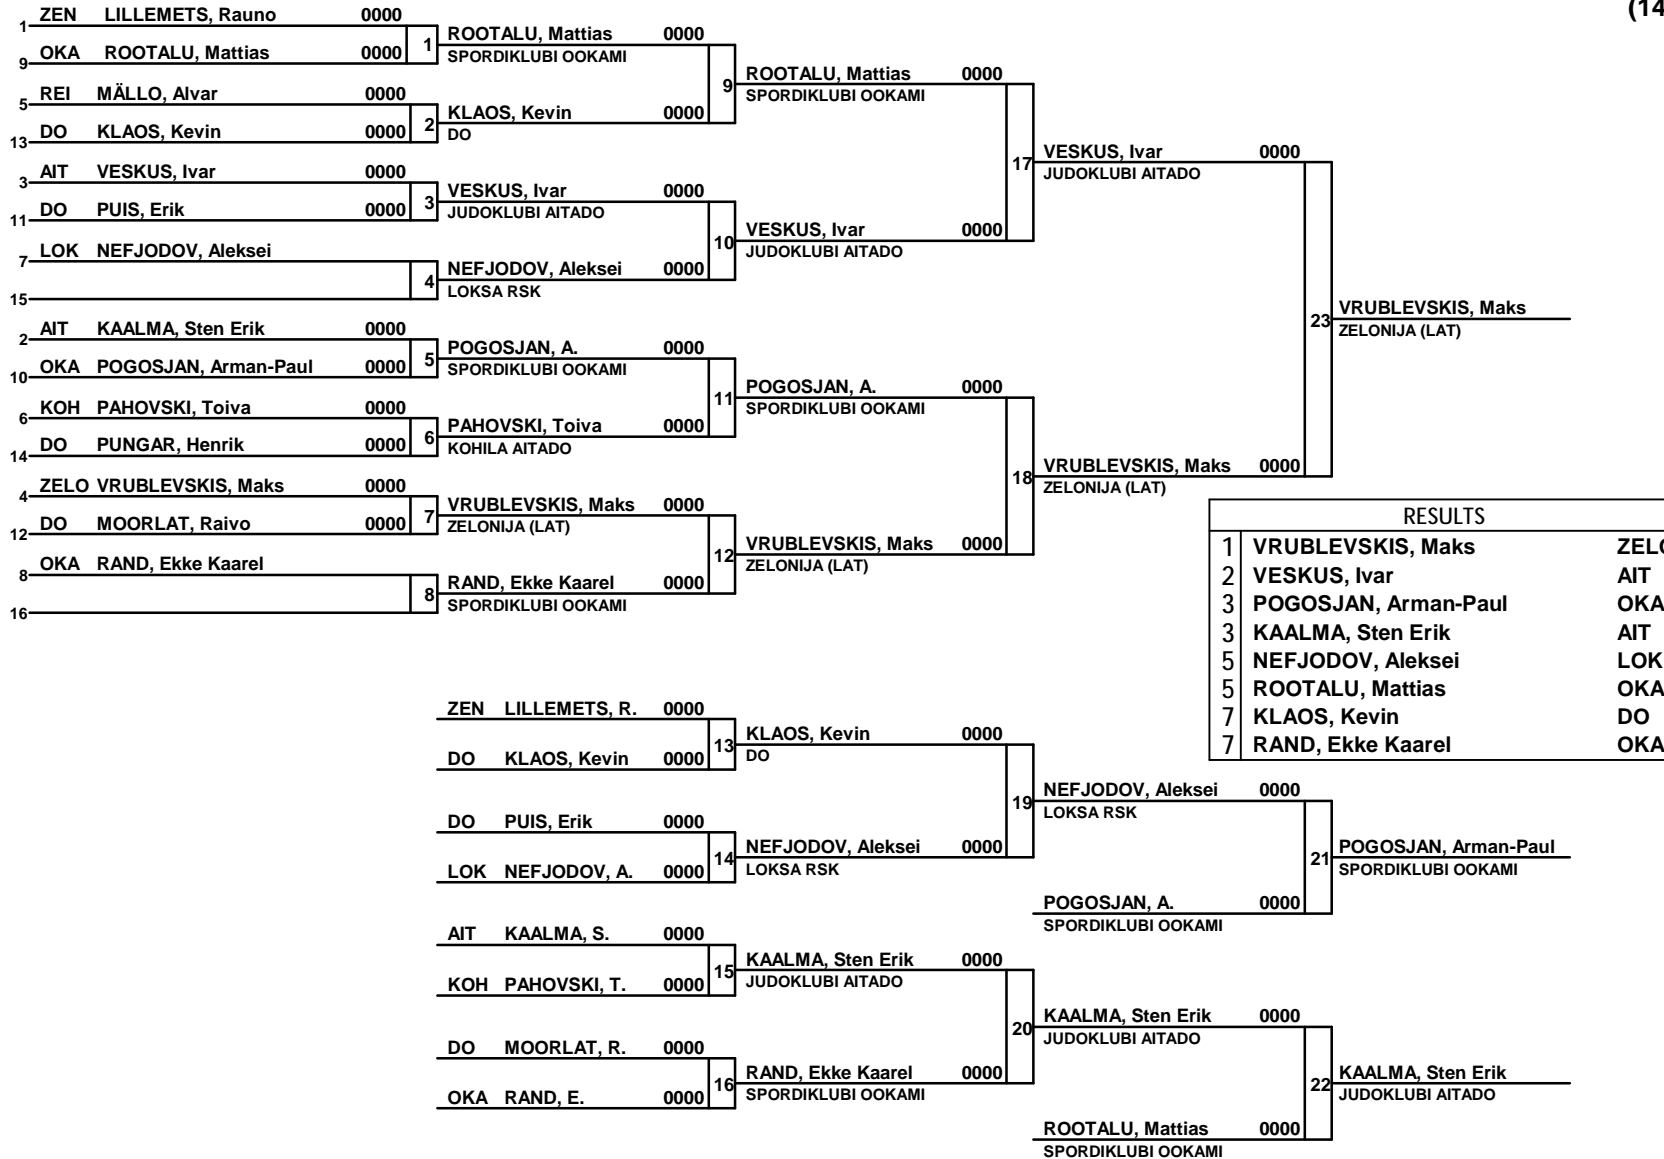 (14
1 ZEN LILLEMETS, Rauno 0000
9 OKA ROOTALU, Mattias 0000
1
ROOTALU, Mattias 0000
SPORDIKLUBI OOKAMI
5 REI MÄLLO, Alvar 0000
13 DO KLAOS, Kevin 0000
2
KLAOS, Kevin 0000
DO
9
ROOTALU, Mattias 0000
SPORDIKLUBI OOKAMI
3 AIT VESKUS, Ivar 0000
11 DO PUIS, Erik 0000
3
VESKUS, Ivar 0000
JUDOKLUBI AITADO
7 LOK NEFJODOV, Aleksei
15
4
NEFJODOV, Aleksei 0000
LOKSA RSK
10
VESKUS, Ivar 0000
JUDOKLUBI AITADO
17
VESKUS, Ivar 0000
JUDOKLUBI AITADO
2 AIT KAALMA, Sten Erik 0000
10 OKA POGOSJAN, Arman-Paul 0000
5
POGOSJAN, A. 0000
SPORDIKLUBI OOKAMI
6 KOH PAHOVSKI, Toiva 0000
14 DO PUNGAR, Henrik 0000
6
PAHOVSKI, Toiva 0000
KOHILA AITADO
11
POGOSJAN, A. 0000
SPORDIKLUBI OOKAMI
4 ZELO VRUBLEVSKIS, Maks 0000
12 DO MOORLAT, Raivo 0000
7
VRUBLEVSKIS, Maks 0000
ZELONIJA (LAT)
8 OKA RAND, Ekke Kaarel
16
8
RAND, Ekke Kaarel 0000
SPORDIKLUBI OOKAMI
12
VRUBLEVSKIS, Maks 0000
ZELONIJA (LAT)
18
VRUBLEVSKIS, Maks 0000
ZELONIJA (LAT)
23
VRUBLEVSKIS, Maks
ZELONIJA (LAT)
RESULTS
1 VRUBLEVSKIS, Maks ZELO
2 VESKUS, Ivar AIT
3 POGOSJAN, Arman-Paul OKA
3 KAALMA, Sten Erik AIT
5 NEFJODOV, Aleksei LOK
5 ROOTALU, Mattias OKA
7 KLAOS, Kevin DO
7 RAND, Ekke Kaarel OKA
ZEN LILLEMETS, R. 0000
DO KLAOS, Kevin 0000
13
KLAOS, Kevin 0000
DO
DO PUIS, Erik 0000
LOK NEFJODOV, A. 0000
14
NEFJODOV, Aleksei 0000
LOKSA RSK
19
NEFJODOV, Aleksei 0000
LOKSA RSK
POGOSJAN, A. 0000
SPORDIKLUBI OOKAMI
21
POGOSJAN, Arman-Paul
SPORDIKLUBI OOKAMI
AIT KAALMA, S. 0000
KOH PAHOVSKI, T. 0000
15
KAALMA, Sten Erik 0000
JUDOKLUBI AITADO
DO MOORLAT, R. 0000
OKA RAND, E. 0000
16
RAND, Ekke Kaarel 0000
SPORDIKLUBI OOKAMI
20
KAALMA, Sten Erik 0000
JUDOKLUBI AITADO
ROOTALU, Mattias 0000
SPORDIKLUBI OOKAMI
22
KAALMA, Sten Erik
JUDOKLUBI AITADO